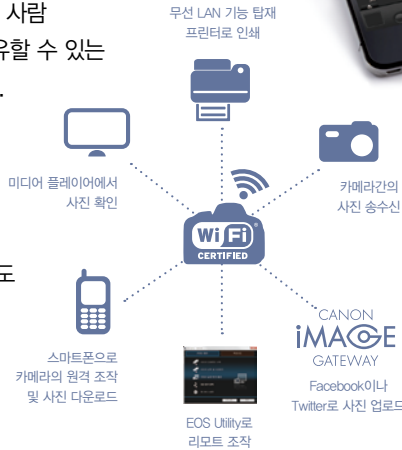 사람
유할 수 있는
.
무선 LAN 기능 탑재
프린터로 인쇄
미디어 플레이어에서
사진 확인
카메라간의
사진 송수신
Wi Fi
CERTIFIED
도
스마트폰으로
카메라의 원격 조작
및 사진 다운로드
EOS Utility로
리모트 조작
CANON
iMAGE
GATEWAY
Facebook이나
Twitter로 사진 업로드